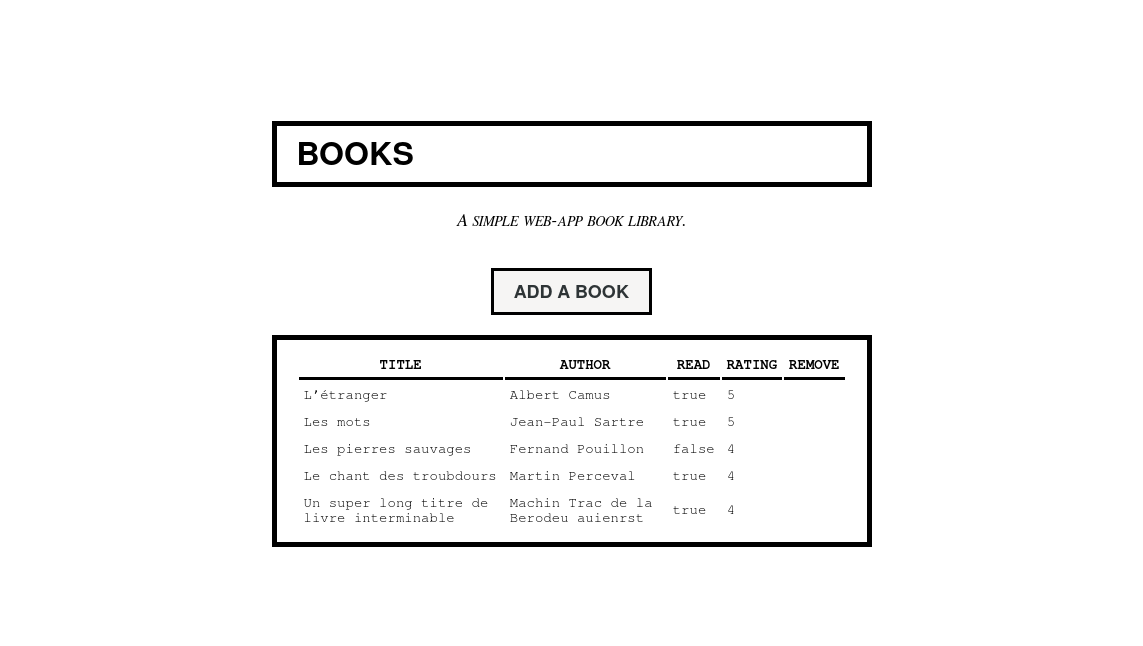 BOOKS
A SIMPLE WEB-APP BOOK LIBRARY.
ADD A BOOK
TITLE AUTHOR READ RATING REMOVE
L'étranger Albert Camus true 5
Les mots Jean-Paul Sartre true 5
Les pierres sauvages Fernand Pouillon false 4
Le chant des troubdours Martin Perceval true 4
Un super long titre de Machin Trac de la true 4
livre interminable Berodeu auienrst